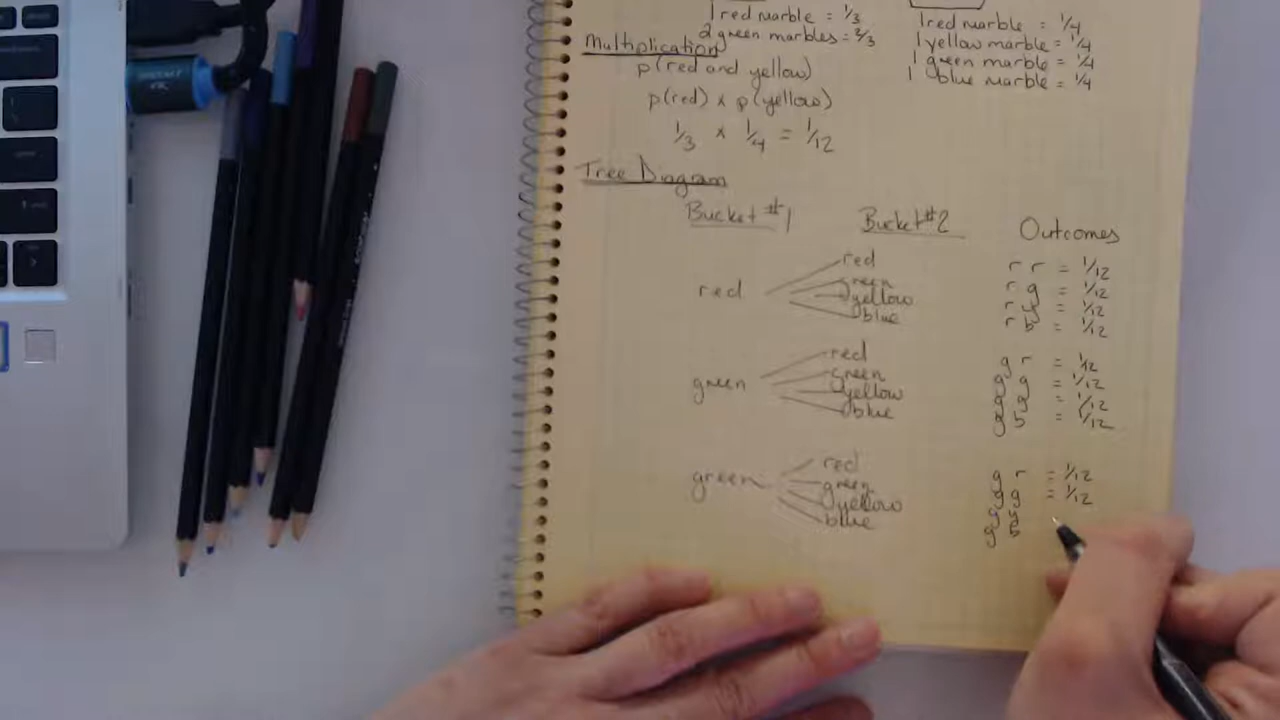 1 red marble = 1/3
2 green marbles = 2/3
1 red marble = 1/4
1 yellow marble = 1/4
1 green marble = 1/4
1 blue marble = 1/4
Multiplication
p(red and yellow)
p(red) x p(yellow)
1/3 x 1/4 = 1/12
Tree Diagram
Bucket #1 Bucket #2 Outcomes
red
red
green
yellow
blue
r r = 1/12
r g = 1/12
r y = 1/12
r b = 1/12
green
red
green
yellow
blue
g r = 1/12
g g = 1/12
g y = 1/12
g b = 1/12
green
red
green
yellow
blue
g r = 1/12
g g = 1/12
g y
g b